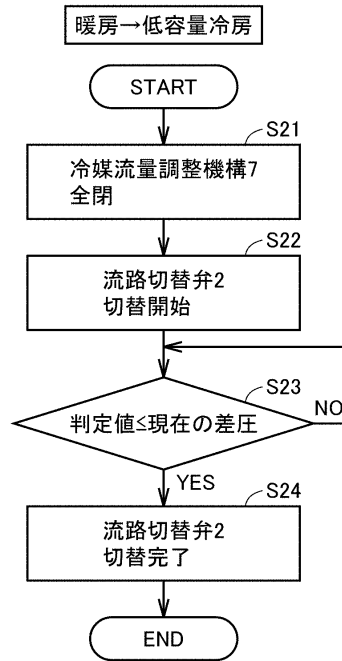 暖房→低容量冷房
START
S21
冷媒流量調整機構7
全閉
S22
流路切替弁2
切替開始
S23
判定値≦現在の差圧
NO
YES
S24
流路切替弁2
切替完了
END